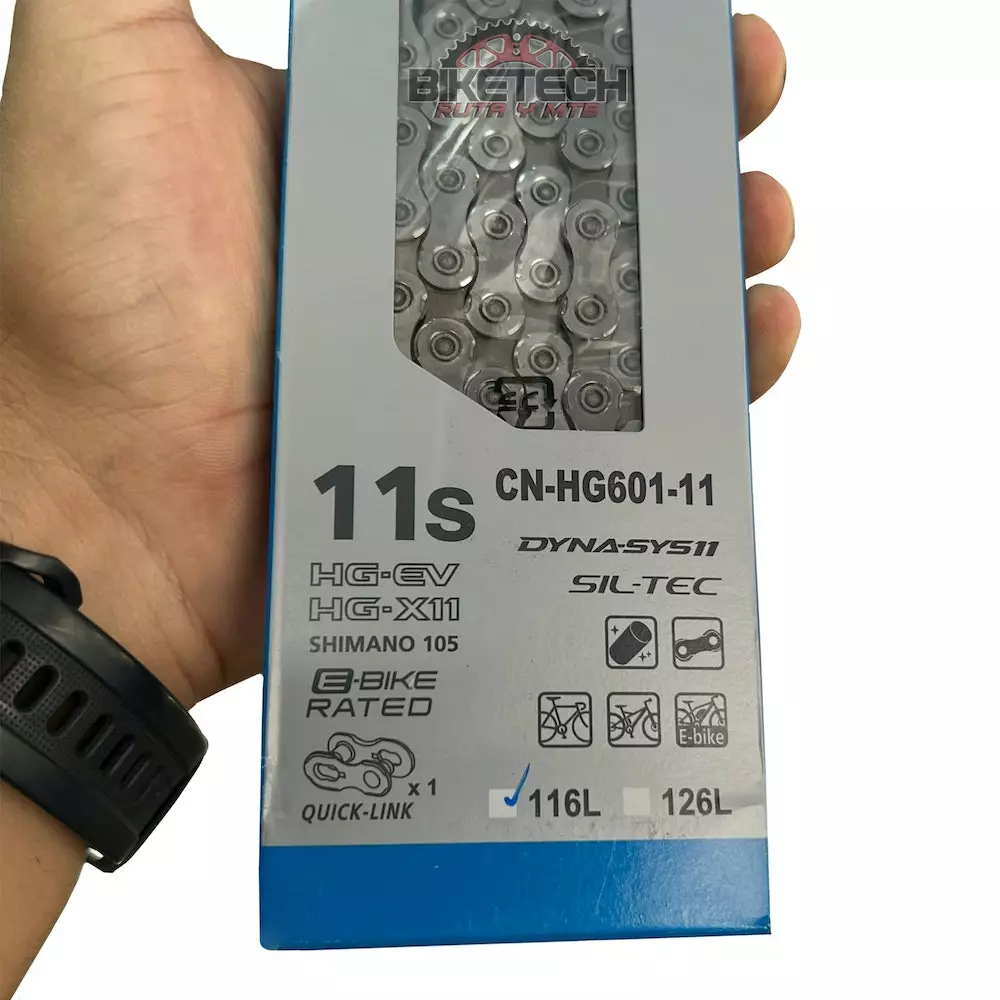 BIKETECH
RUTA Y MTB
11s
CN-HG601-11
DYNA-SYS11
HG-EV
SIL-TEC
HG-X11
SHIMANO 105
E-BIKE
RATED
E-bike
x 1
QUICK-LINK
116L
126L